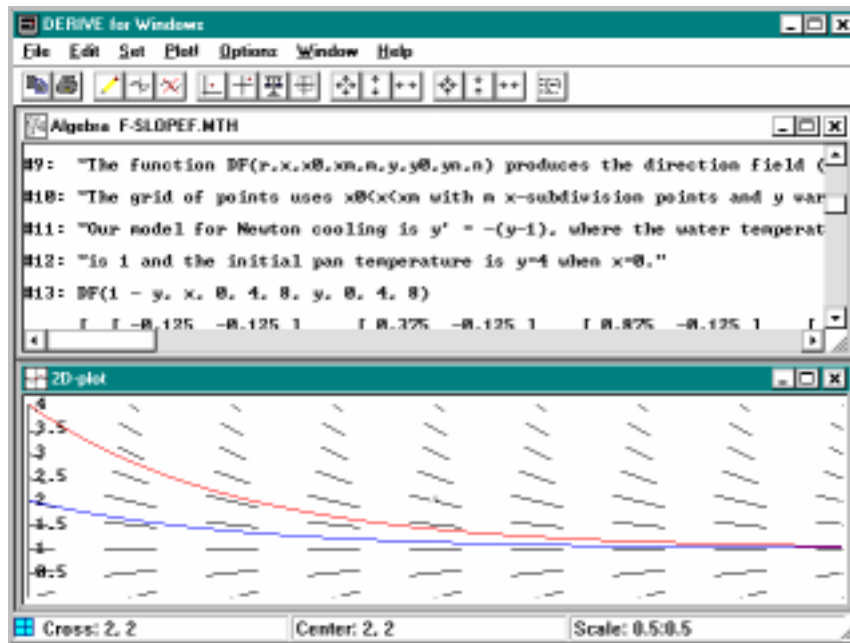 DERIVE for Windows
File Edit Set Plot! Options Window Help
Algebra F-SLOPEF.MTH
#9: "The function DF(r,x,x0,xm,m,y,y0,yn,n) produces the direction field (
#10: "The grid of points uses x0<x<xm with m x-subdivision points and y var
#11: "Our model for Newton cooling is y' = -(y-1), where the water temperat
#12: "is 1 and the initial pan temperature is y=4 when x=0."
#13: DF(1 - y, x, 0, 4, 8, y, 0, 4, 8)
[ [ -0.125 -0.125 ] [ 0.375 -0.125 ] [ 0.875 -0.125 ] [
2D-plot
4
3.5
3
2.5
2
1.5
1
0.5
Cross: 2, 2 Center: 2, 2 Scale: 0.5:0.5